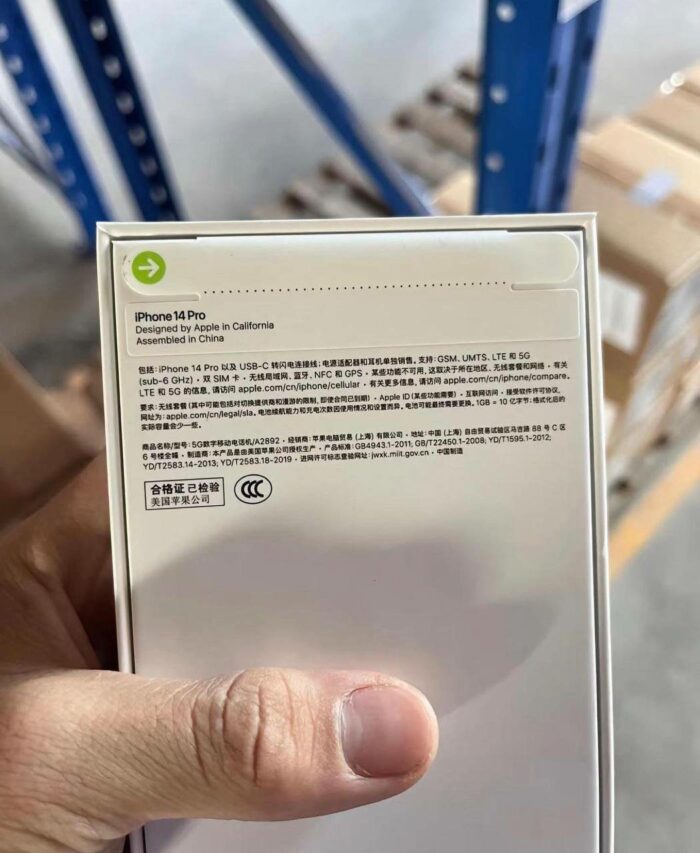 iPhone 14 Pro
Designed by Apple in California
Assembled in China
包括: iPhone 14 Pro 以及 USB-C 转闪电连接线; 电源适配器和耳机单独销售。支持: GSM, UMTS, LTE 和 5G
(sub-6 GHz)・双 SIM 卡・无线局域网、蓝牙、NFC 和 GPS・某些功能不可用, 这取决于所在地区、无线套餐和网络・有关
LTE 和 5G 的信息, 请访问 apple.com/cn/iphone/cellular・有关更多信息, 请访问 apple.com/cn/iphone/compare。
要求: 无线套餐 (其中可能包括对切换提供商和漫游的限制, 即使合同已到期)・Apple ID (某些功能需要)・互联网访问・接受软件许可协议,
网址为: apple.com/cn/legal/sla。电池续航能力和充电次数因使用情况和设置而异。电池可能最终需要更换。1GB = 10 亿字节; 格式化后的
实际容量会少一些。
商品名称/型号: 5G数字移动电话机/A2892・经销商: 苹果电脑贸易 (上海) 有限公司・地址: 中国 (上海) 自由贸易试验区马吉路 88 号 C 区
6 号楼全幢・制造商: 本产品是由美国苹果公司授权生产・产品标准: GB4943.1-2011; GB/T22450.1-2008; YD/T1595.1-2012;
YD/T2583.14-2013; YD/T2583.18-2019・进网许可标志查验网址: jwxk.miit.gov.cn・中国制造
合格证 已检验
美国苹果公司
CCC